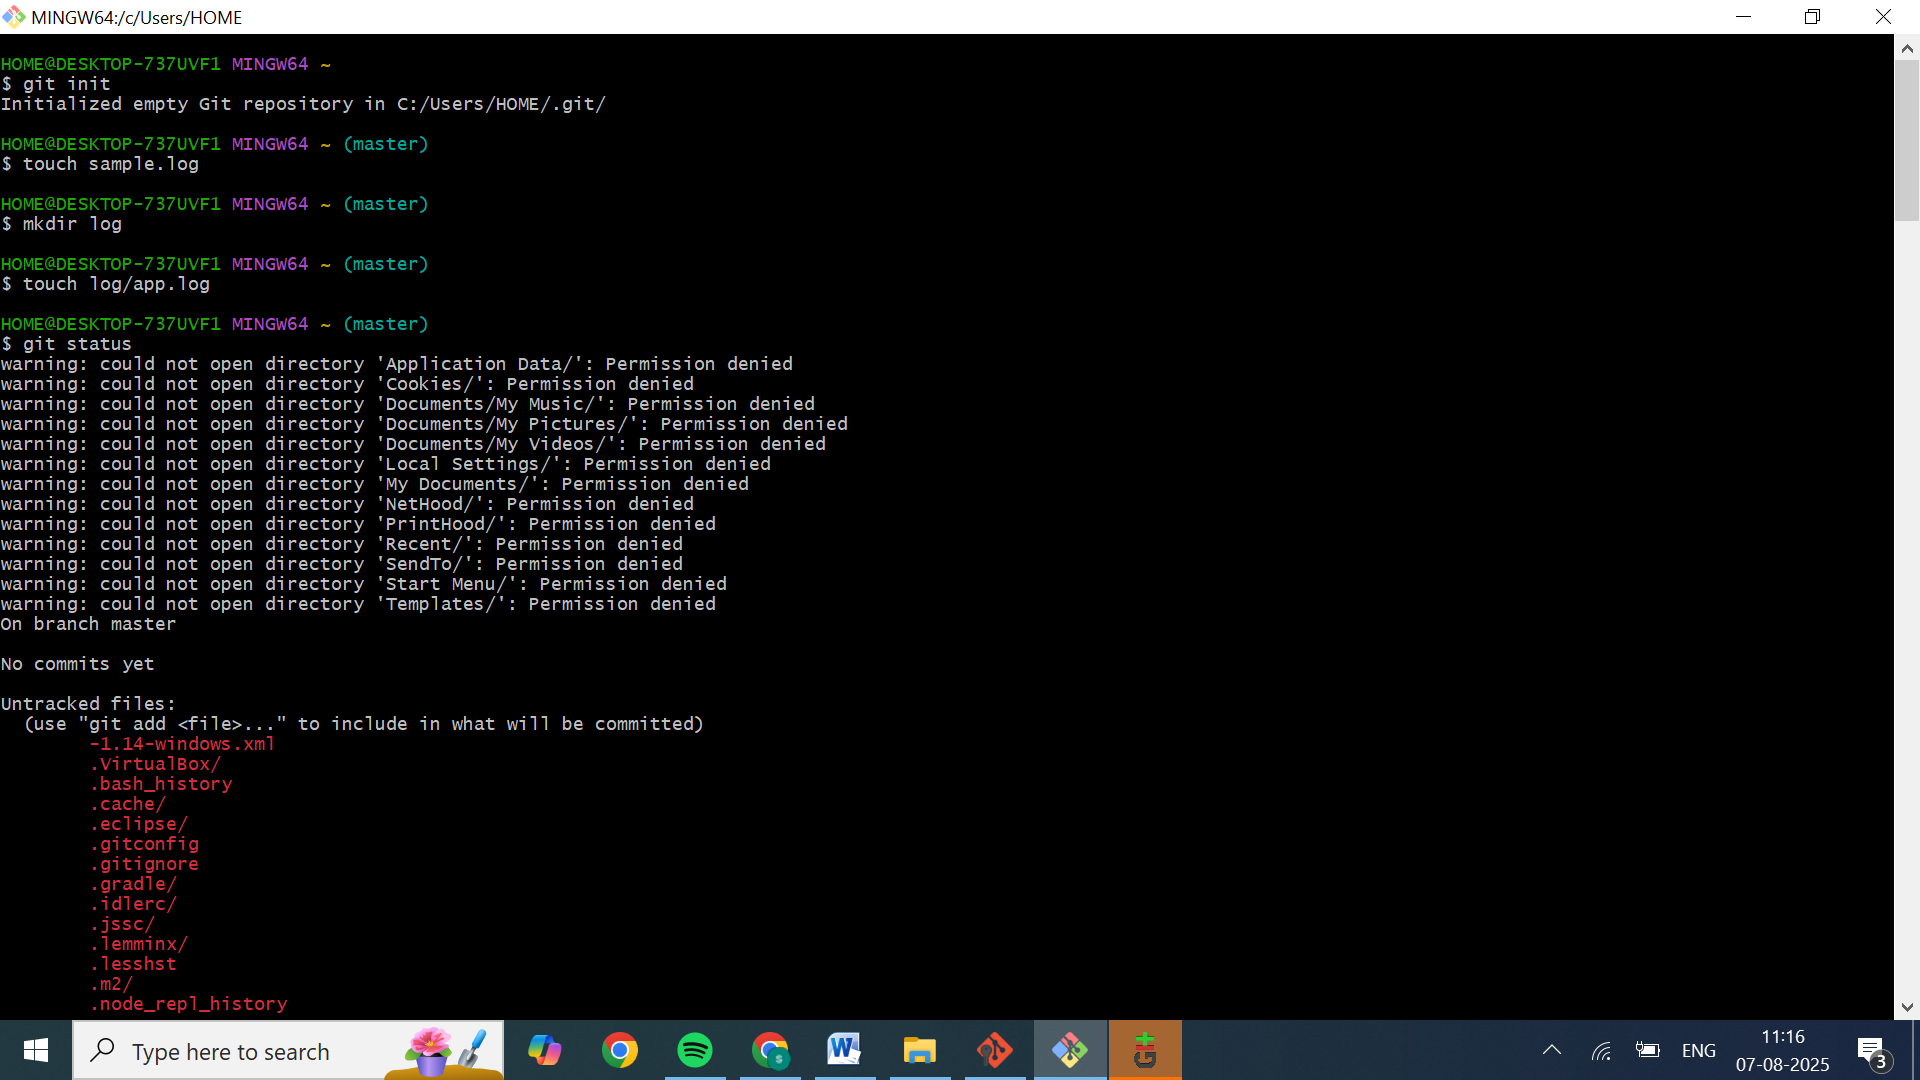 MINGW64:/c/Users/HOME
HOME@DESKTOP-737UVF1 MINGW64 ~
$ git init
Initialized empty Git repository in C:/Users/HOME/.git/
HOME@DESKTOP-737UVF1 MINGW64 ~ (master)
$ touch sample.log
HOME@DESKTOP-737UVF1 MINGW64 ~ (master)
$ mkdir log
HOME@DESKTOP-737UVF1 MINGW64 ~ (master)
$ touch log/app.log
HOME@DESKTOP-737UVF1 MINGW64 ~ (master)
$ git status
warning: could not open directory 'Application Data/': Permission denied
warning: could not open directory 'Cookies/': Permission denied
warning: could not open directory 'Documents/My Music/': Permission denied
warning: could not open directory 'Documents/My Pictures/': Permission denied
warning: could not open directory 'Documents/My Videos/': Permission denied
warning: could not open directory 'Local Settings/': Permission denied
warning: could not open directory 'My Documents/': Permission denied
warning: could not open directory 'NetHood/': Permission denied
warning: could not open directory 'PrintHood/': Permission denied
warning: could not open directory 'Recent/': Permission denied
warning: could not open directory 'SendTo/': Permission denied
warning: could not open directory 'Start Menu/': Permission denied
warning: could not open directory 'Templates/': Permission denied
On branch master
No commits yet
Untracked files:
(use "git add <file>..." to include in what will be committed)
-1.14-windows.xml
.VirtualBox/
.bash_history
.cache/
.eclipse/
.gitconfig
.gitignore
.gradle/
.idlerc/
.jssc/
.lemminx/
.lesshst
.m2/
.node_repl_history
Type here to search
ENG
11:16
07-08-2025
3